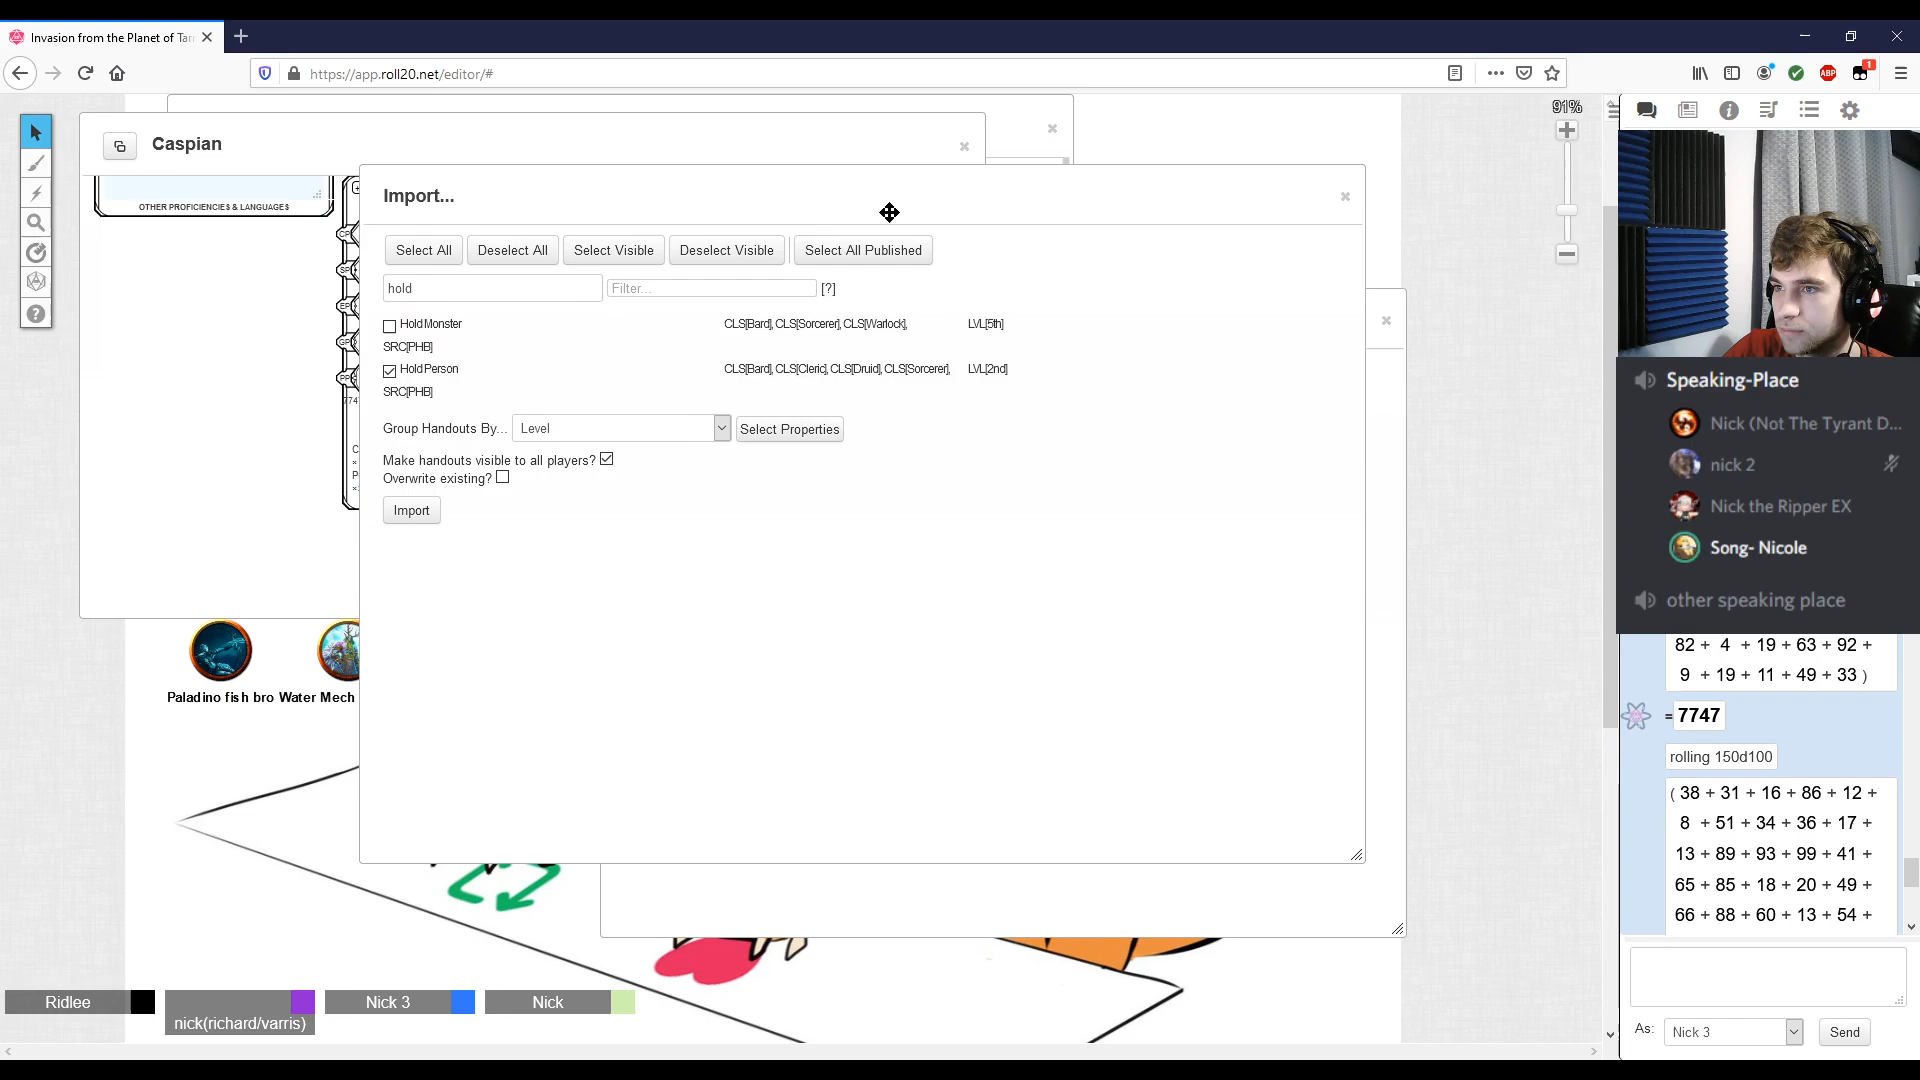 Invasion from the Planet of Tar
https://app.roll20.net/editor/#
ABP
1
91%
Caspian
Import...
OTHER PROFICIENCIES & LANGUAGES
CP
SP
EP
GP
PP
Select All
Deselect All
Select Visible
Deselect Visible
Select All Published
hold
Filter...
[?]
Hold Monster
CLS[Bard], CLS[Sorcerer], CLS[Warlock],
LVL[5th]
SRC[PHB]
Hold Person
CLS[Bard], CLS[Cleric], CLS[Druid], CLS[Sorcerer],
LVL[2nd]
SRC[PHB]
Group Handouts By...
Level
Select Properties
Make handouts visible to all players?
Overwrite existing?
Import
Paladino fish bro
Water Mech
Ridlee
nick(richard/varris)
Nick 3
Nick
Speaking-Place
Nick (Not The Tyrant D...
nick 2
Nick the Ripper EX
Song- Nicole
other speaking place
82 + 4 + 19 + 63 + 92 +
9 + 19 + 11 + 49 + 33 )
= 7747
rolling 150d100
( 38 + 31 + 16 + 86 + 12 +
8 + 51 + 34 + 36 + 17 +
13 + 89 + 93 + 99 + 41 +
65 + 85 + 18 + 20 + 49 +
66 + 88 + 60 + 13 + 54 +
As:
Nick 3
Send